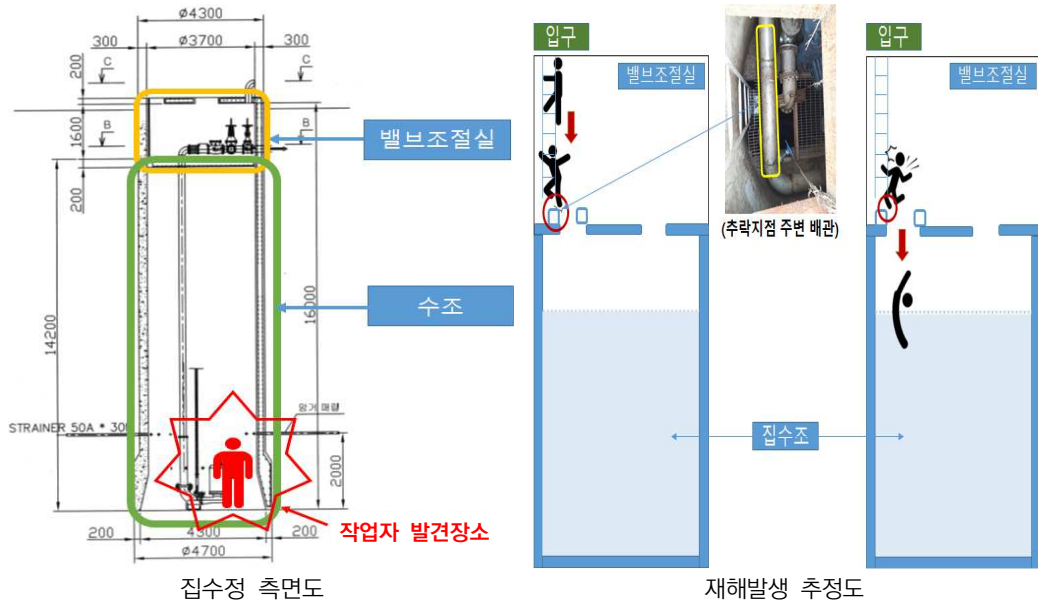 ø4300
300 ø3700 300
200
C C
1600
B B
200
14200
16000
STRAINER 50A * 30
2000
200 4300 200
ø4700
밸브조절실
수조
작업자 발견장소
집수정 측면도
입구
밸브조절실
(추락지점 주변 배관)
입구
밸브조절실
집수조
재해발생 추정도